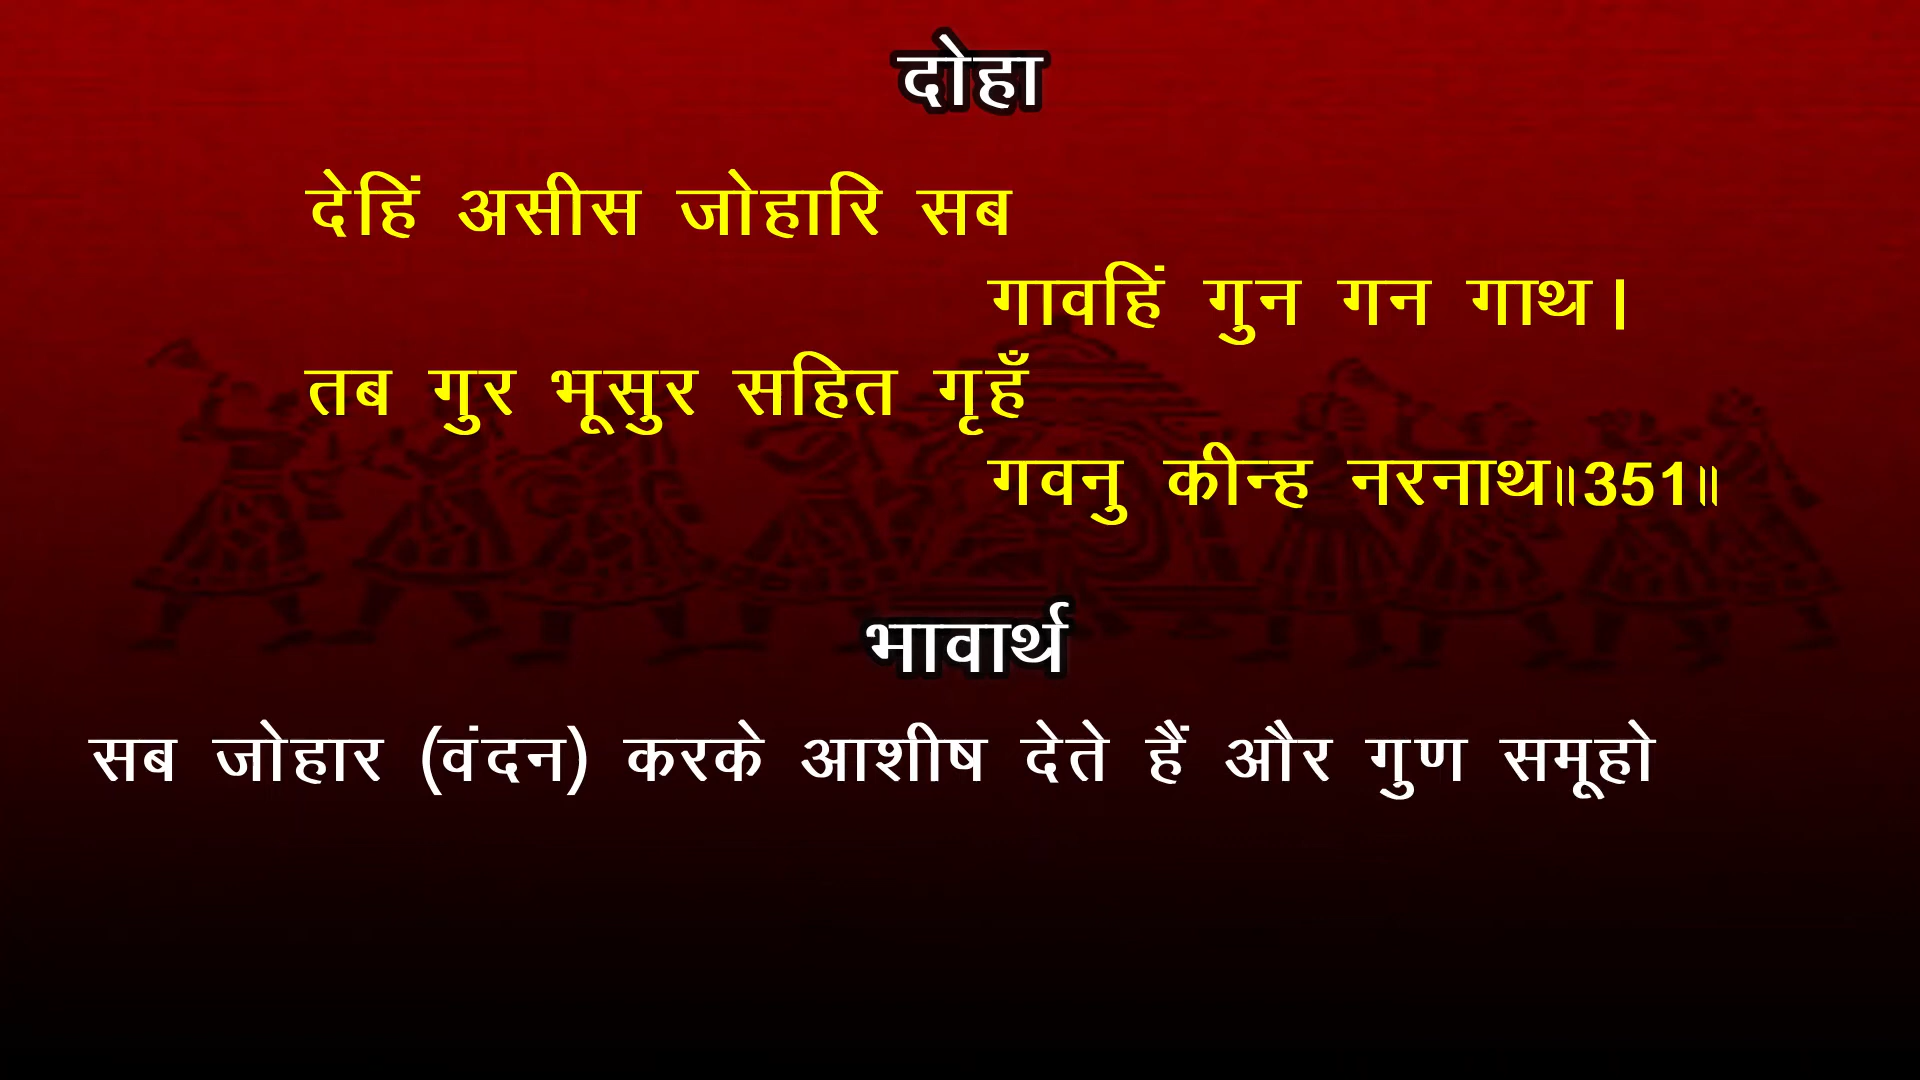 दोहा
देहिं असीस जोहारि सब
गावहिं गुन गन गाथ।
तब गुर भूसुर सहित गृहँ
गवनु कीन्ह नरनाथ॥351॥
भावार्थ
सब जोहार (वंदन) करके आशीष देते हैं और गुण समूहो